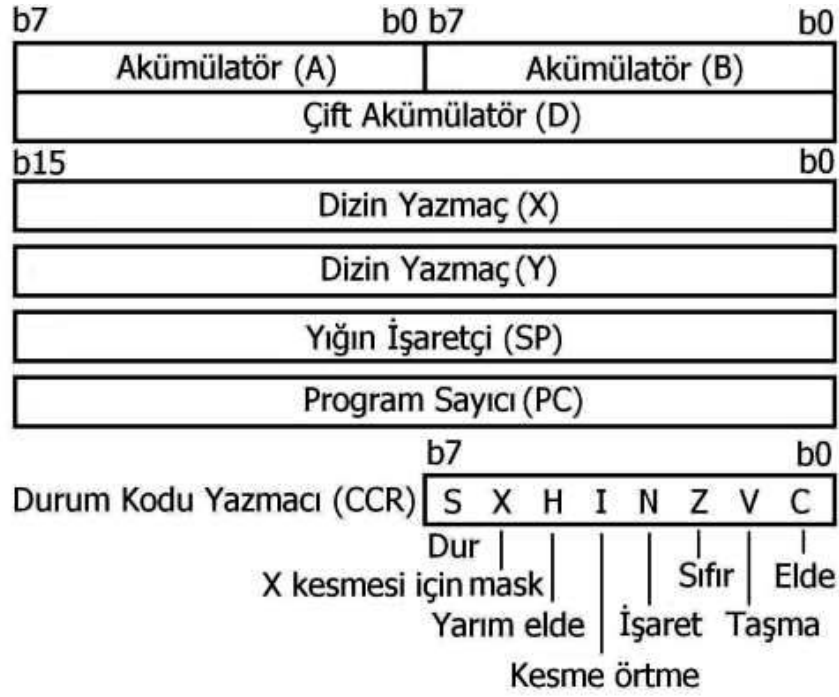 b7 b0 b7 b0
Akümülatör (A) Akümülatör (B)
Çift Akümülatör (D)
b15 b0
Dizin Yazmaç (X)
Dizin Yazmaç (Y)
Yığın İşaretçi (SP)
Program Sayıcı (PC)
b7 b0
Durum Kodu Yazmacı (CCR) S X H I N Z V C
Dur
X kesmesi için mask Sıfır Elde
Yarım elde İşaret Taşma
Kesme örtme